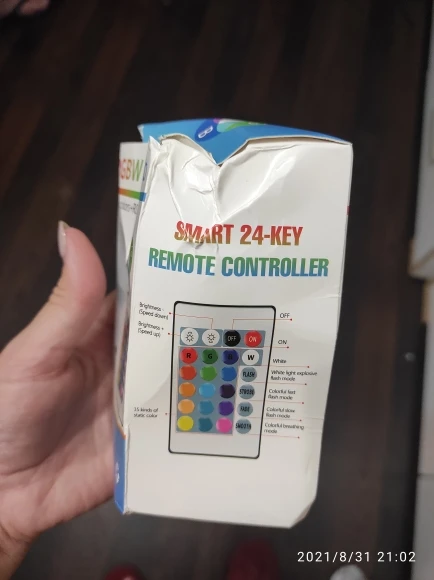 GBW
SMART 24-KEY
REMOTE CONTROLLER
Brightness -
(Speed down)
OFF
Brightness +
(Speed up)
ON
OFF
ON
R
G
B
W
White
FLASH
White light explosive
flash mode
STROBE
Colorful fast
flash mode
FADE
Colorful slow
flash mode
15 kinds of
static color
SMOOTH
Colorful breathing
mode
2021/8/31 21:02